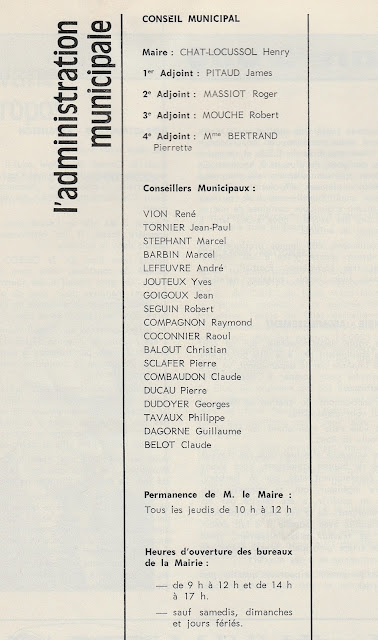 l'administration
municipale
CONSEIL MUNICIPAL
Maire : CHAT-LOCUSSOL Henry
1er Adjoint : PITAUD James
2e Adjoint : MASSIOT Roger
3e Adjoint : MOUCHE Robert
4e Adjoint : Mme BERTRAND
Pierrette
Conseillers Municipaux :
VION René
TORNIER Jean-Paul
STEPHANT Marcel
BARBIN Marcel
LEFEUVRE André
JOUTEUX Yves
GOIGOUX Jean
SEGUIN Robert
COMPAGNON Raymond
COCONNIER Raoul
BALOUT Christian
SCLAFER Pierre
COMBAUDON Claude
DUCAU Pierre
DUDOYER Georges
TAVAUX Philippe
DAGORNE Guillaume
BELOT Claude
Permanence de M. le Maire :
Tous les jeudis de 10 h à 12 h
Heures d'ouverture des bureaux
de la Mairie :
— de 9 h à 12 h et de 14 h
à 17 h.
— sauf samedis, dimanches
et jours fériés.